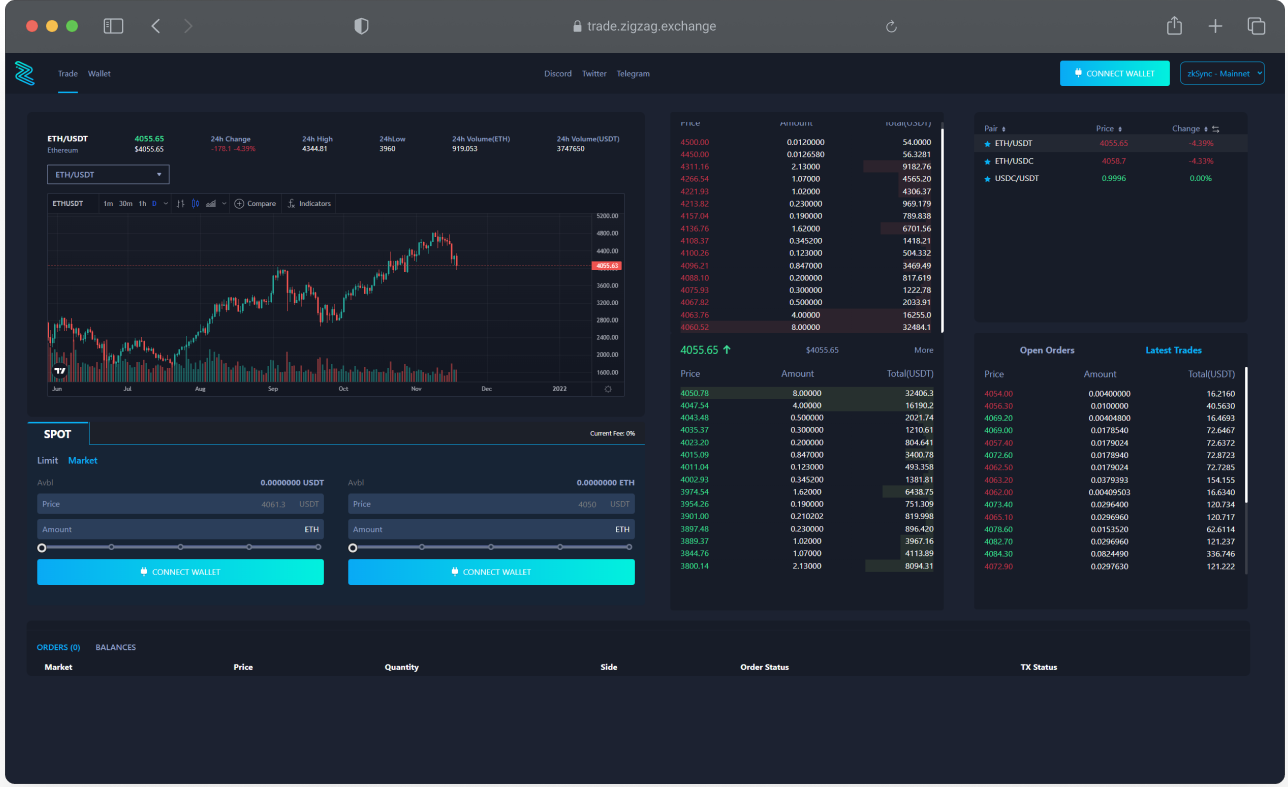 trade.zigzag.exchange
Trade Wallet
Discord Twitter Telegram
CONNECT WALLET
zkSync - Mainnet
ETH/USDT 4055.65 24h Change 24h High 24hLow 24h Volume(ETH) 24h Volume(USDT)
Ethereum $4055.65 -178.1 -4.39% 4344.81 3960 919.053 3747650
ETH/USDT
ETHUSDT 1m 30m 1h D Compare Indicators
5200.00
4800.00
4400.00
4055.63
3600.00
3200.00
2800.00
2400.00
2000.00
1600.00
Jun Jul Aug Sep Oct Nov Dec 2022
SPOT
Current Fee: 0%
Limit Market
Avbl 0.0000000 USDT
Price 4061.3 USDT
Amount ETH
CONNECT WALLET
Avbl 0.0000000 ETH
Price 4050 USDT
Amount ETH
CONNECT WALLET
Price Amount Total(USDT)
4500.00 0.0120000 54.0000
4450.00 0.0126580 56.3281
4311.16 2.13000 9182.76
4266.54 1.07000 4565.20
4221.93 1.02000 4306.37
4213.82 0.230000 969.179
4157.04 0.190000 789.838
4136.76 1.62000 6701.56
4108.37 0.345200 1418.21
4100.26 0.123000 504.332
4096.21 0.847000 3469.49
4088.10 0.200000 817.619
4075.93 0.300000 1222.78
4067.82 0.500000 2033.91
4063.76 4.00000 16255.0
4060.52 8.00000 32484.1
4055.65 ↑ $4055.65 More
Price Amount Total(USDT)
4050.78 8.00000 32406.3
4047.54 4.00000 16190.2
4043.48 0.500000 2021.74
4035.37 0.300000 1210.61
4023.20 0.200000 804.641
4015.09 0.847000 3400.78
4011.04 0.123000 493.358
4002.93 0.345200 1381.81
3974.54 1.62000 6438.75
3954.26 0.190000 751.309
3901.00 0.210202 819.998
3897.48 0.230000 896.420
3889.37 1.02000 3967.16
3844.76 1.07000 4113.89
3800.14 2.13000 8094.31
Pair Price Change
ETH/USDT 4055.65 -4.39%
ETH/USDC 4058.7 -4.33%
USDC/USDT 0.9996 0.00%
Open Orders Latest Trades
Price Amount Total(USDT)
4054.00 0.00400000 16.2160
4056.30 0.0100000 40.5630
4069.20 0.00404800 16.4693
4069.00 0.0178540 72.6467
4057.40 0.0179024 72.6372
4072.60 0.0178940 72.8723
4062.50 0.0179024 72.7285
4063.20 0.0379393 154.155
4062.00 0.00409503 16.6340
4073.40 0.0296400 120.734
4065.10 0.0296960 120.717
4078.60 0.0153520 62.6114
4082.70 0.0296960 121.237
4084.30 0.0824490 336.746
4072.90 0.0297630 121.222
ORDERS (0) BALANCES
Market Price Quantity Side Order Status TX Status